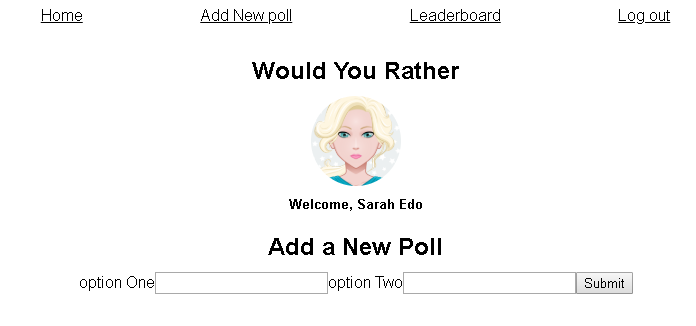 Home Add New poll Leaderboard Log out
Would You Rather
Welcome, Sarah Edo
Add a New Poll
option One option Two Submit